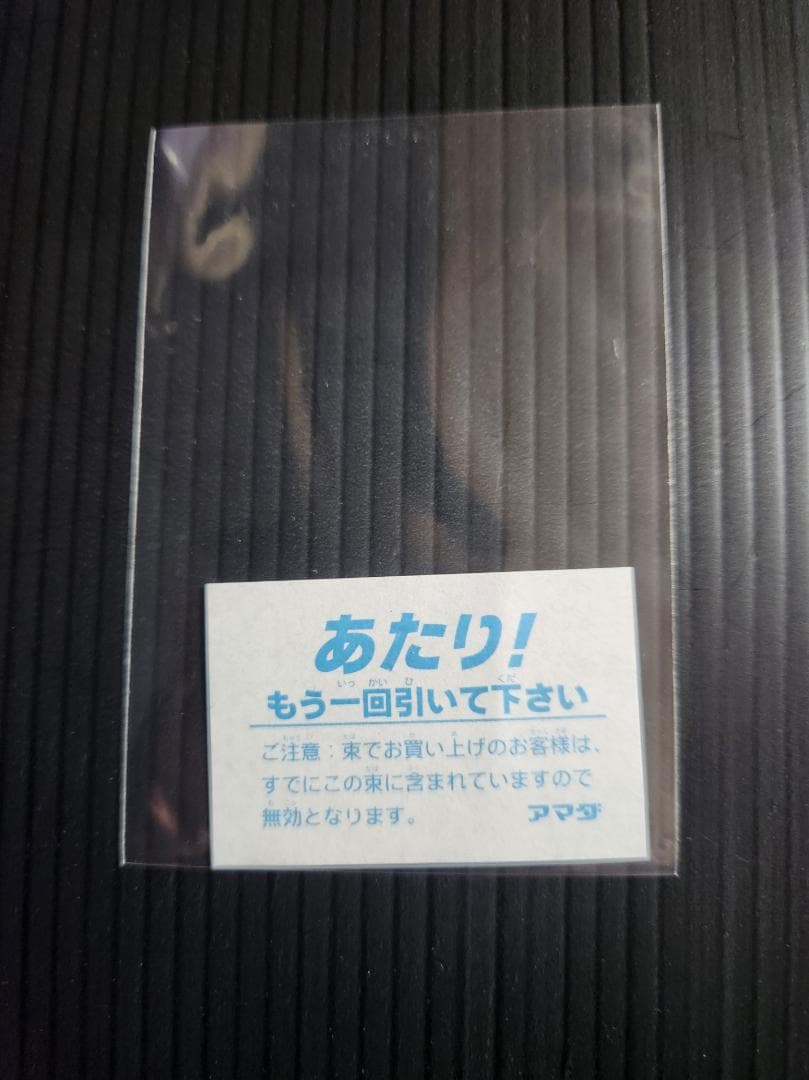 あたり!
もう一回引いて下さい
ご注意：束でお買い上げのお客様は、
すでにこの束に含まれていますので
無効となります。 アマダ